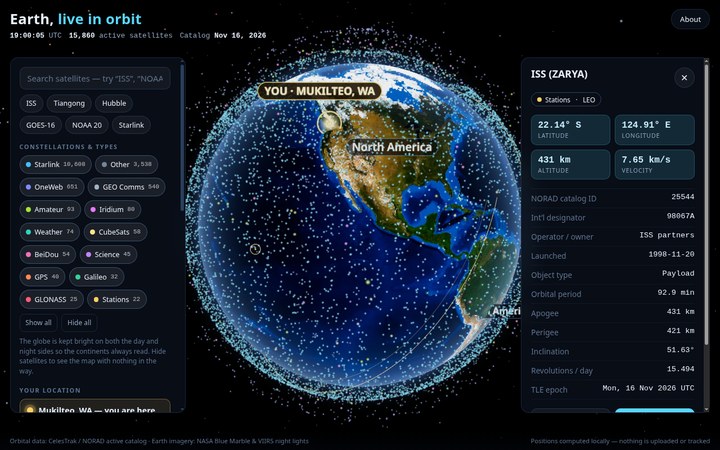 Earth, live in orbit
19:00:05 UTC 15,860 active satellites Catalog Nov 16, 2026
About
Search satellites — try "ISS", "NOAA
ISS Tiangong Hubble
GOES-16 NOAA 20 Starlink
CONSTELLATIONS & TYPES
Starlink 10,600 Other 3,538
OneWeb 651 GEO Comms 540
Amateur 93 Iridium 80
Weather 74 CubeSats 58
BeiDou 54 Science 45
GPS 40 Galileo 32
GLONASS 25 Stations 22
Show all Hide all
The globe is kept bright on both the day and
night sides so the continents always read. Hide
satellites to see the map with nothing in the
way.
YOUR LOCATION
Mukilteo, WA — you are here
YOU · MUKILTEO, WA
North America
Ameri
ISS (ZARYA)
✕
Stations · LEO
22.14° S
LATITUDE
124.91° E
LONGITUDE
431 km
ALTITUDE
7.65 km/s
VELOCITY
NORAD catalog ID 25544
Int'l designator 98067A
Operator / owner ISS partners
Launched 1998-11-20
Object type Payload
Orbital period 92.9 min
Apogee 431 km
Perigee 421 km
Inclination 51.63°
Revolutions / day 15.494
TLE epoch Mon, 16 Nov 2026 UTC
Orbital data: CelesTrak / NORAD active catalog · Earth imagery: NASA Blue Marble & VIIRS night lights
Positions computed locally — nothing is uploaded or tracked